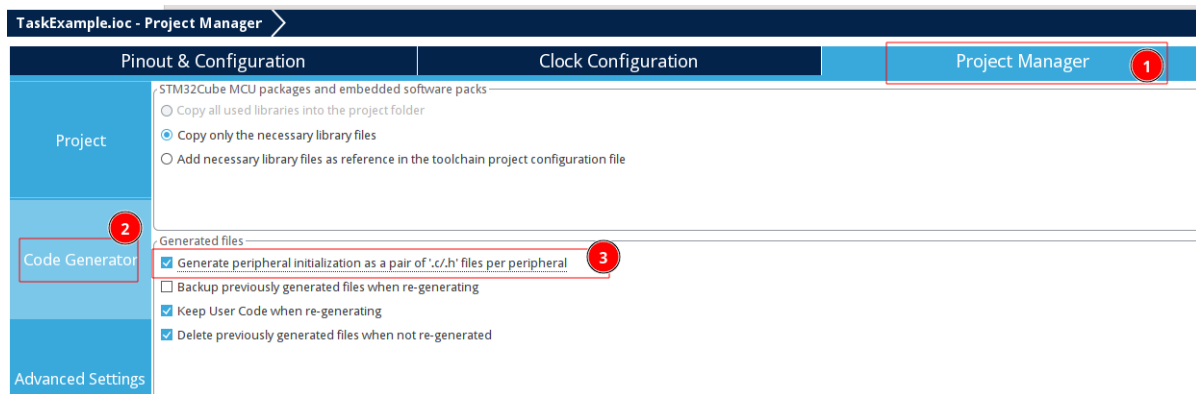 TaskExample.ioc - Project Manager
Pinout & Configuration
Clock Configuration
Project Manager
1
STM32Cube MCU packages and embedded software packs
Copy all used libraries into the project folder
Project
Copy only the necessary library files
Add necessary library files as reference in the toolchain project configuration file
2
Generated files
Code Generator
Generate peripheral initialization as a pair of '.c/.h' files per peripheral
3
Backup previously generated files when re-generating
Keep User Code when re-generating
Delete previously generated files when not re-generated
Advanced Settings